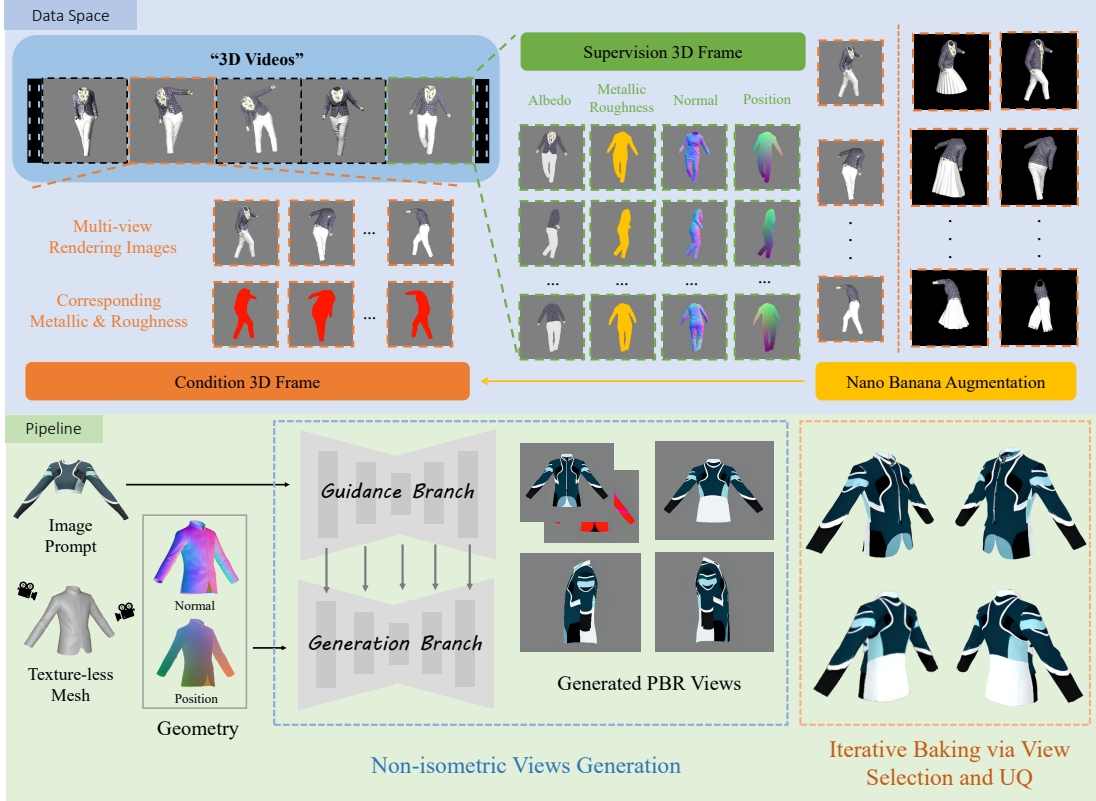 Data Space
“3D Videos”
Supervision 3D Frame
Albedo
Metallic
Roughness
Normal
Position
Multi-view
Rendering Images
...
Corresponding
Metallic & Roughness
...
... ... ... ...
Condition 3D Frame
Nano Banana Augmentation
Pipeline
Image
Prompt
Texture-less
Mesh
Normal
Position
Geometry
Guidance Branch
Generation Branch
Generated PBR Views
Non-isometric Views Generation
Iterative Baking via View
Selection and UQ